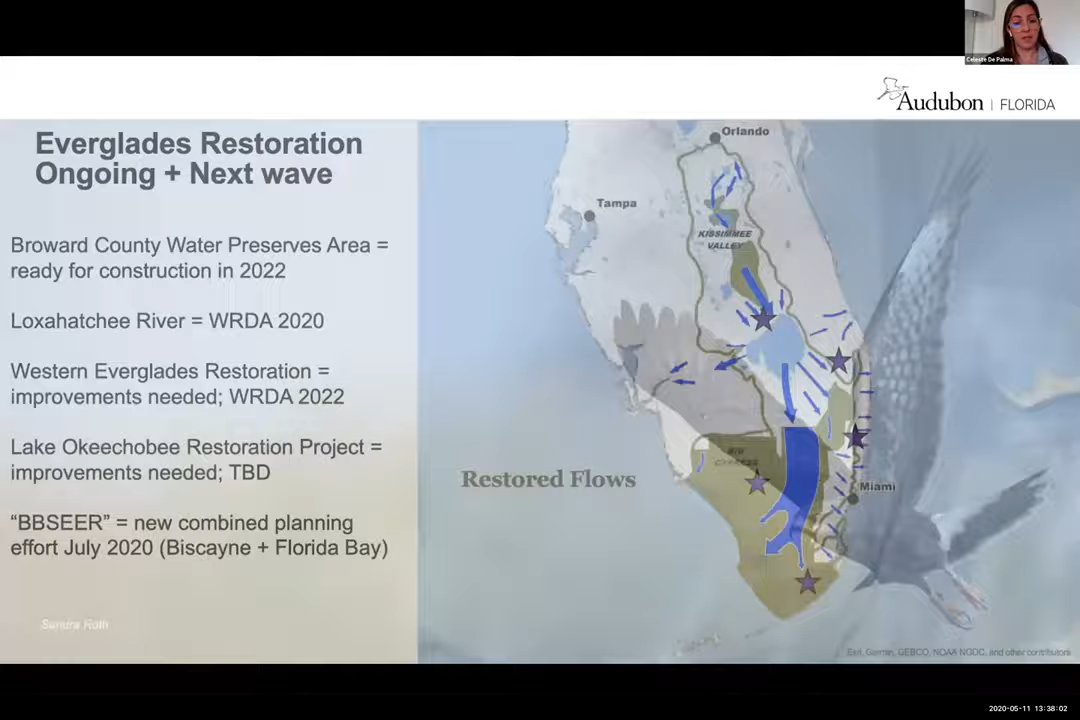 Celeste De Palma
Audubon | FLORIDA
Everglades Restoration
Ongoing + Next wave
Broward County Water Preserves Area =
ready for construction in 2022
Loxahatchee River = WRDA 2020
Western Everglades Restoration =
improvements needed; WRDA 2022
Lake Okeechobee Restoration Project =
improvements needed; TBD
“BBSEER” = new combined planning
effort July 2020 (Biscayne + Florida Bay)
Sandra Roth
Orlando
Tampa
KISSIMMEE
VALLEY
BIG
CYPRESS
Restored Flows
Miami
Esri, Garmin, GEBCO, NOAA NGDC, and other contributors
2020-05-11 13:38:02